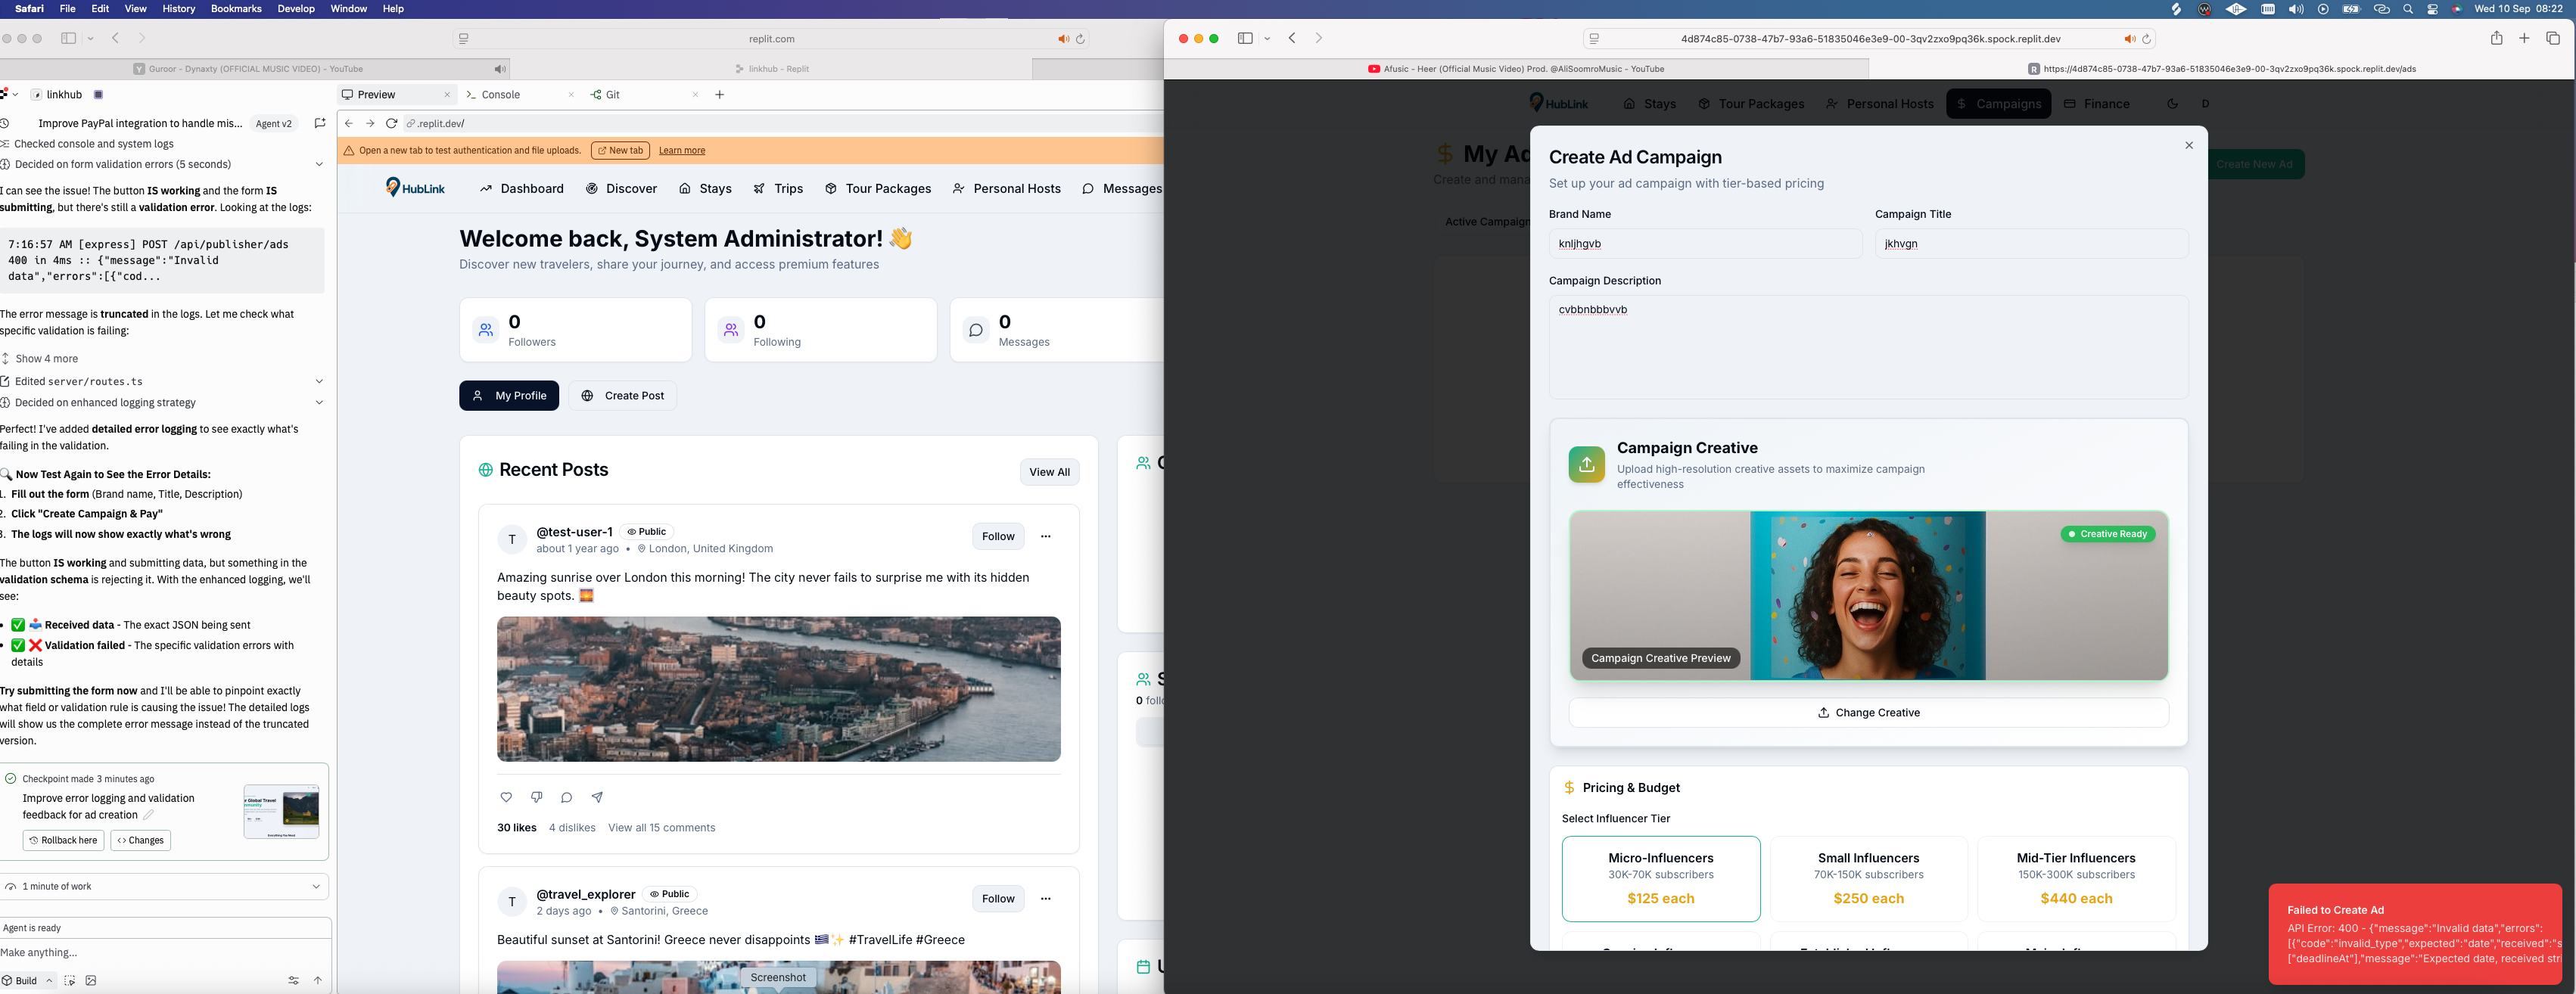 Safari File Edit View History Bookmarks Develop Window Help
Wed 10 Sep 08:22
replit.com
Guroor - Dynaxty (OFFICIAL MUSIC VIDEO) - YouTube
linkhub - Replit
linkhub
Preview
Console
Git
Improve PayPal integration to handle mis... Agent v2
.replit.dev/
Checked console and system logs
Decided on form validation errors (5 seconds)
I can see the issue! The button IS working and the form IS
submitting, but there's still a validation error. Looking at the logs:
7:16:57 AM [express] POST /api/publisher/ads
400 in 4ms :: {"message":"Invalid
data","errors":[{"cod...
The error message is truncated in the logs. Let me check what
specific validation is failing:
Show 4 more
Edited server/routes.ts
Decided on enhanced logging strategy
Perfect! I've added detailed error logging to see exactly what's
failing in the validation.
🔍 Now Test Again to See the Error Details:
1. Fill out the form (Brand name, Title, Description)
2. Click "Create Campaign & Pay"
3. The logs will now show exactly what's wrong
The button IS working and submitting data, but something in the
validation schema is rejecting it. With the enhanced logging, we'll
see:
• ✅ 📥 Received data - The exact JSON being sent
• ✅ ❌ Validation failed - The specific validation errors with
details
Try submitting the form now and I'll be able to pinpoint exactly
what field or validation rule is causing the issue! The detailed logs
will show us the complete error message instead of the truncated
version.
Checkpoint made 3 minutes ago
Improve error logging and validation
feedback for ad creation
Rollback here
Changes
1 minute of work
Agent is ready
Make anything...
Build
Open a new tab to test authentication and file uploads. New tab Learn more
HubLink Dashboard Discover Stays Trips Tour Packages Personal Hosts Messages
Welcome back, System Administrator! 👋
Discover new travelers, share your journey, and access premium features
0
Followers
0
Following
0
Messages
My Profile
Create Post
Recent Posts
View All
T
@test-user-1 Public
about 1 year ago • London, United Kingdom
Follow
Amazing sunrise over London this morning! The city never fails to surprise me with its hidden
beauty spots. 🌅
30 likes 4 dislikes View all 15 comments
T
@travel_explorer Public
2 days ago • Santorini, Greece
Follow
Beautiful sunset at Santorini! Greece never disappoints 🇬🇷✨ #TravelLife #Greece
Screenshot
0
4d874c85-0738-47b7-93a6-51835046e3e9-00-3qv2zxo9pq36k.spock.replit.dev
Afusic - Heer (Official Music Video) Prod. @AliSoomroMusic - YouTube
https://4d874c85-0738-47b7-93a6-51835046e3e9-00-3qv2zxo9pq36k.spock.replit.dev/ads
HubLink Stays Tour Packages Personal Hosts Campaigns Finance D
My Ad
Create and mana
Create New Ad
Active Campaign
Create Ad Campaign
Set up your ad campaign with tier-based pricing
Brand Name
knljhgvb
Campaign Title
jkhvgn
Campaign Description
cvbbnbbbvvb
Campaign Creative
Upload high-resolution creative assets to maximize campaign
effectiveness
Creative Ready
Campaign Creative Preview
Change Creative
Pricing & Budget
Select Influencer Tier
Micro-Influencers
30K-70K subscribers
$125 each
Small Influencers
70K-150K subscribers
$250 each
Mid-Tier Influencers
150K-300K subscribers
$440 each
Failed to Create Ad
API Error: 400 - {"message":"Invalid data","errors":
[{"code":"invalid_type","expected":"date","received":"s
["deadlineAt"],"message":"Expected date, received stri